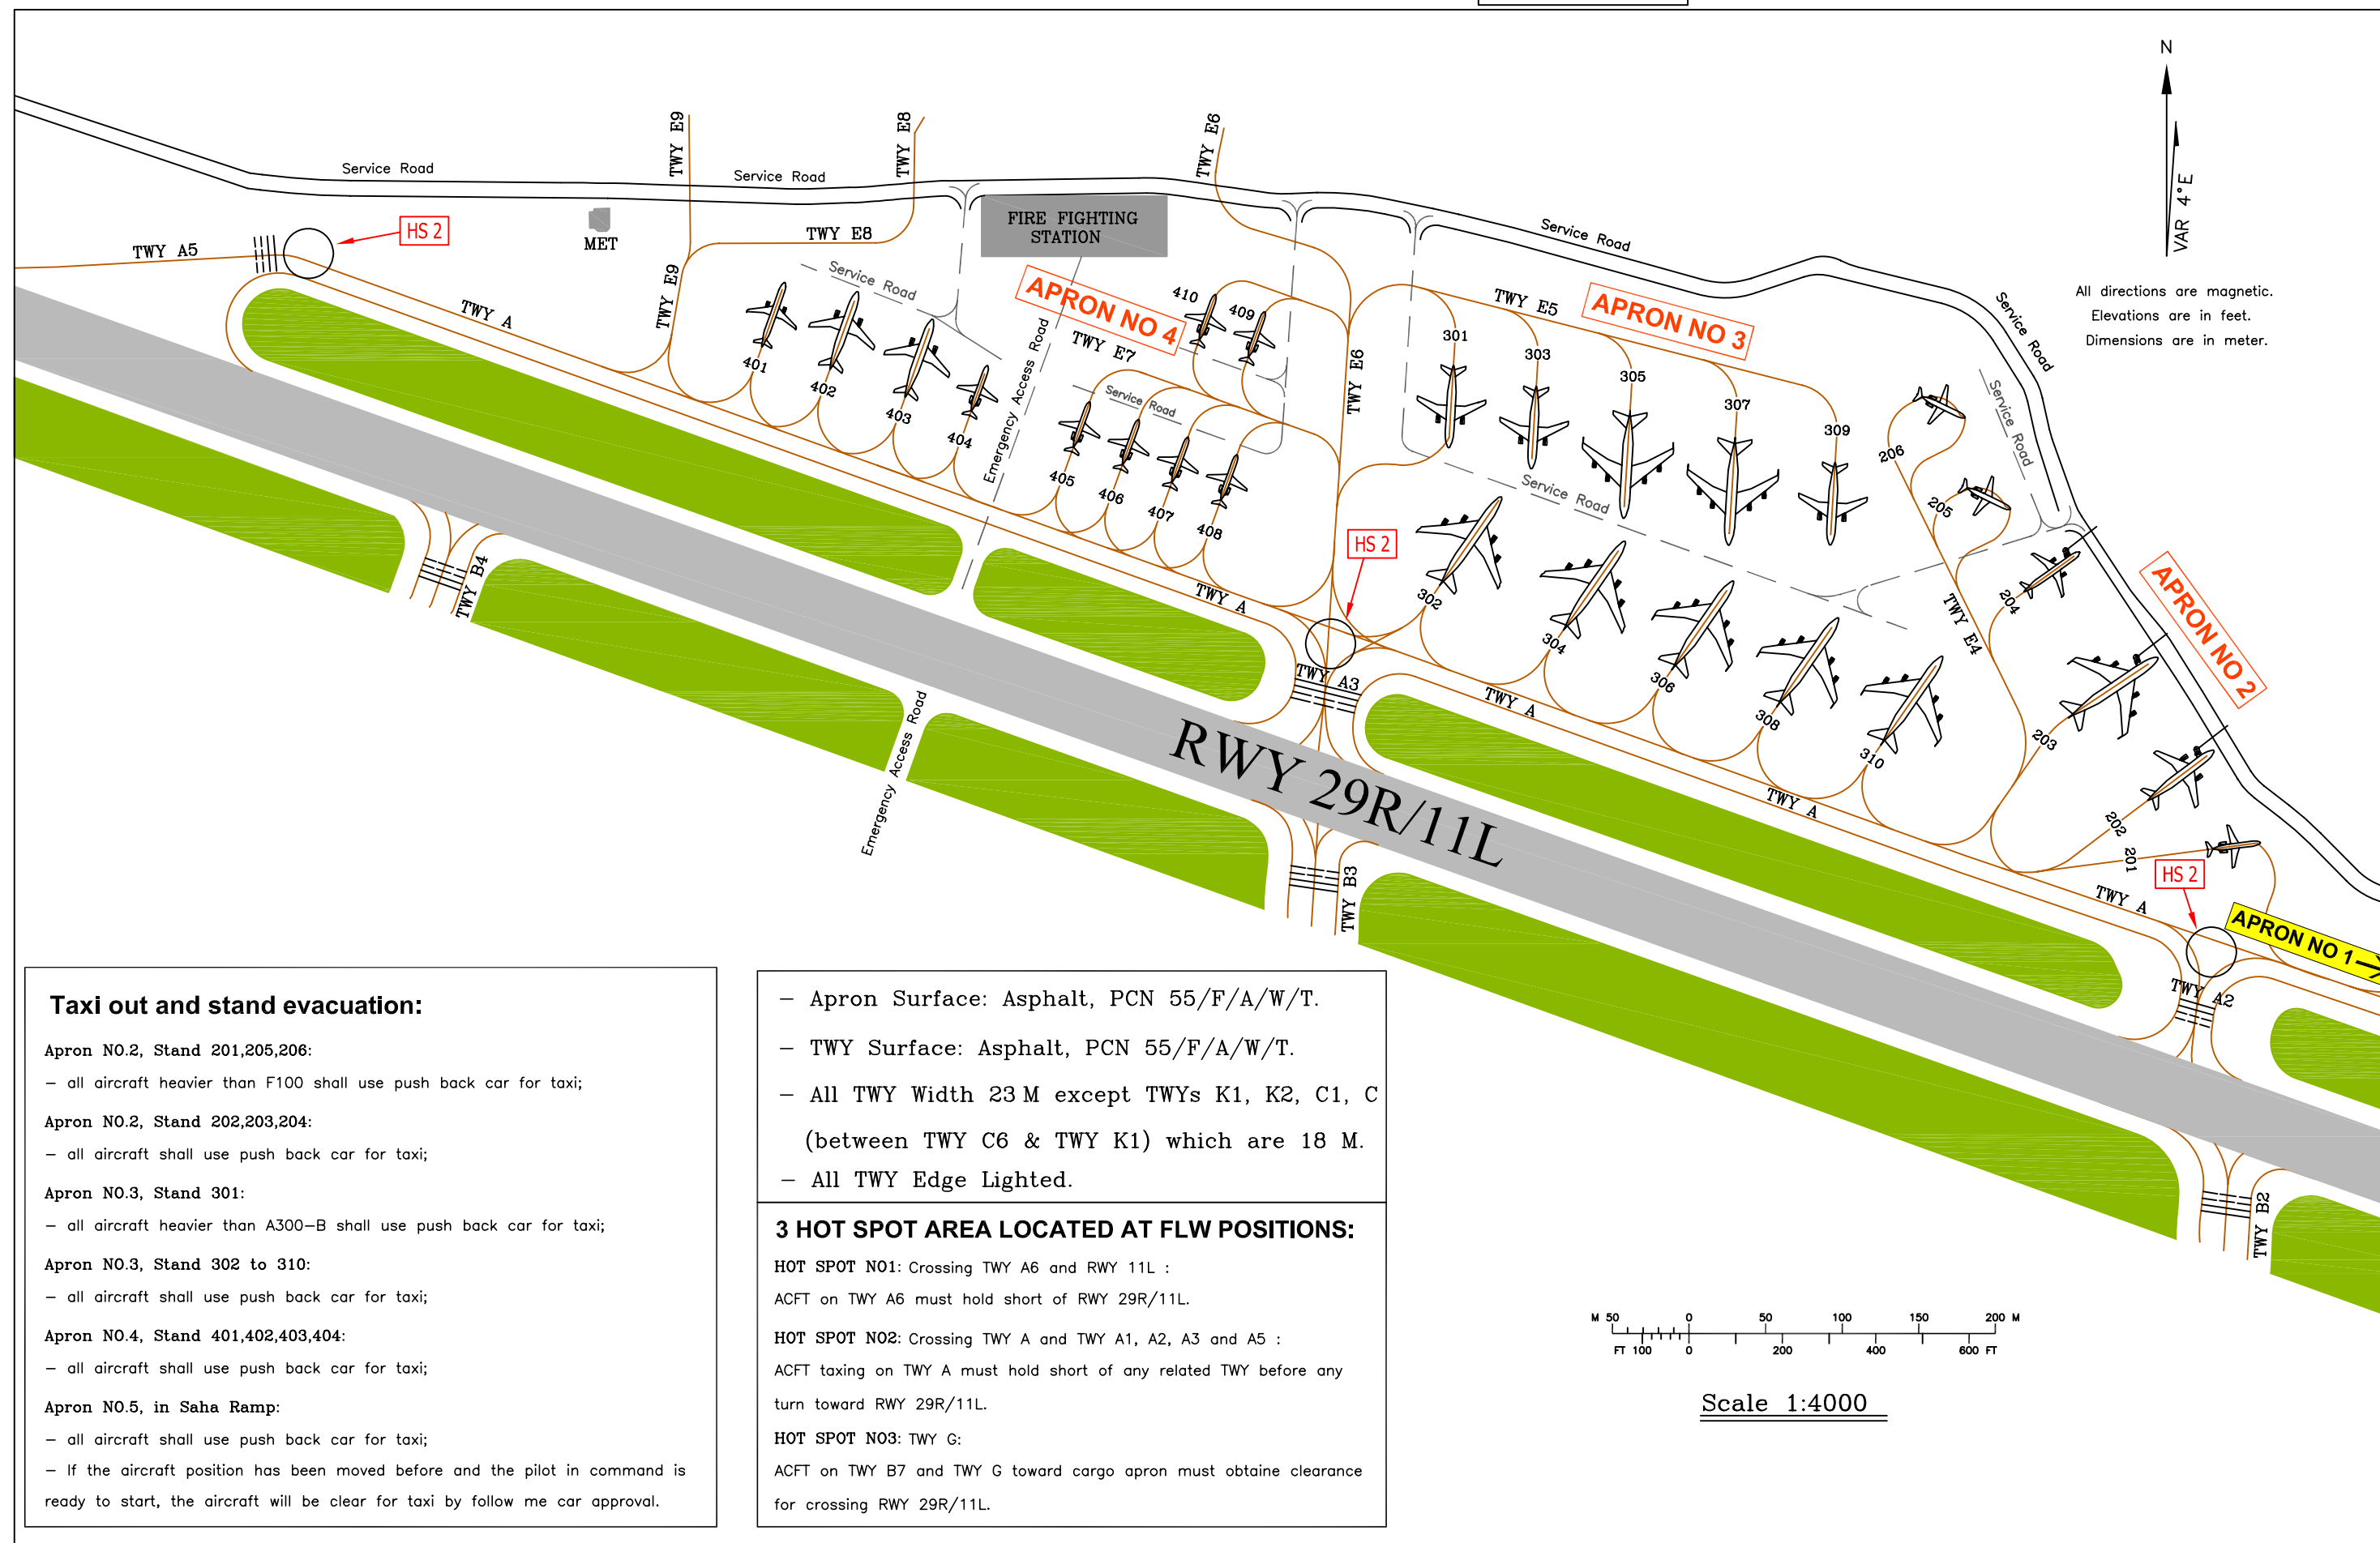 N
VAR 4°E
All directions are magnetic.
Elevations are in feet.
Dimensions are in meter.
TWY E9
TWY E8
TWY E6
Service Road
Service Road
Service Road
Service Road
HS 2
MET
FIRE FIGHTING
STATION
TWY A5
TWY E8
TWY E9
Service Road
TWY A
APRON NO 4
410
409
TWY E7
TWY E6
TWY E5
APRON NO 3
301
303
305
307
309
401
402
403
404
Emergency Access Road
Service Road
405
406
407
408
Service Road
Service Road
206
205
204
203
202
201
TWY E4
APRON NO 2
HS 2
302
304
306
308
310
TWY A
TWY A3
TWY A
TWY A
TWY A
TWY B4
Emergency Access Road
RWY 29R/11L
TWY B3
HS 2
APRON NO 1
TWY A2
TWY B2
Taxi out and stand evacuation:
Apron NO.2, Stand 201,205,206:
– all aircraft heavier than F100 shall use push back car for taxi;
Apron NO.2, Stand 202,203,204:
– all aircraft shall use push back car for taxi;
Apron NO.3, Stand 301:
– all aircraft heavier than A300–B shall use push back car for taxi;
Apron NO.3, Stand 302 to 310:
– all aircraft shall use push back car for taxi;
Apron NO.4, Stand 401,402,403,404:
– all aircraft shall use push back car for taxi;
Apron NO.5, in Saha Ramp:
– all aircraft shall use push back car for taxi;
– If the aircraft position has been moved before and the pilot in command is
ready to start, the aircraft will be clear for taxi by follow me car approval.
– Apron Surface: Asphalt, PCN 55/F/A/W/T.
– TWY Surface: Asphalt, PCN 55/F/A/W/T.
– All TWY Width 23 M except TWYs K1, K2, C1, C
(between TWY C6 & TWY K1) which are 18 M.
– All TWY Edge Lighted.
3 HOT SPOT AREA LOCATED AT FLW POSITIONS:
HOT SPOT NO1: Crossing TWY A6 and RWY 11L :
ACFT on TWY A6 must hold short of RWY 29R/11L.
HOT SPOT NO2: Crossing TWY A and TWY A1, A2, A3 and A5 :
ACFT taxing on TWY A must hold short of any related TWY before any
turn toward RWY 29R/11L.
HOT SPOT NO3: TWY G:
ACFT on TWY B7 and TWY G toward cargo apron must obtaine clearance
for crossing RWY 29R/11L.
M 50 0 50 100 150 200 M
FT 100 0 200 400 600 FT
Scale 1:4000